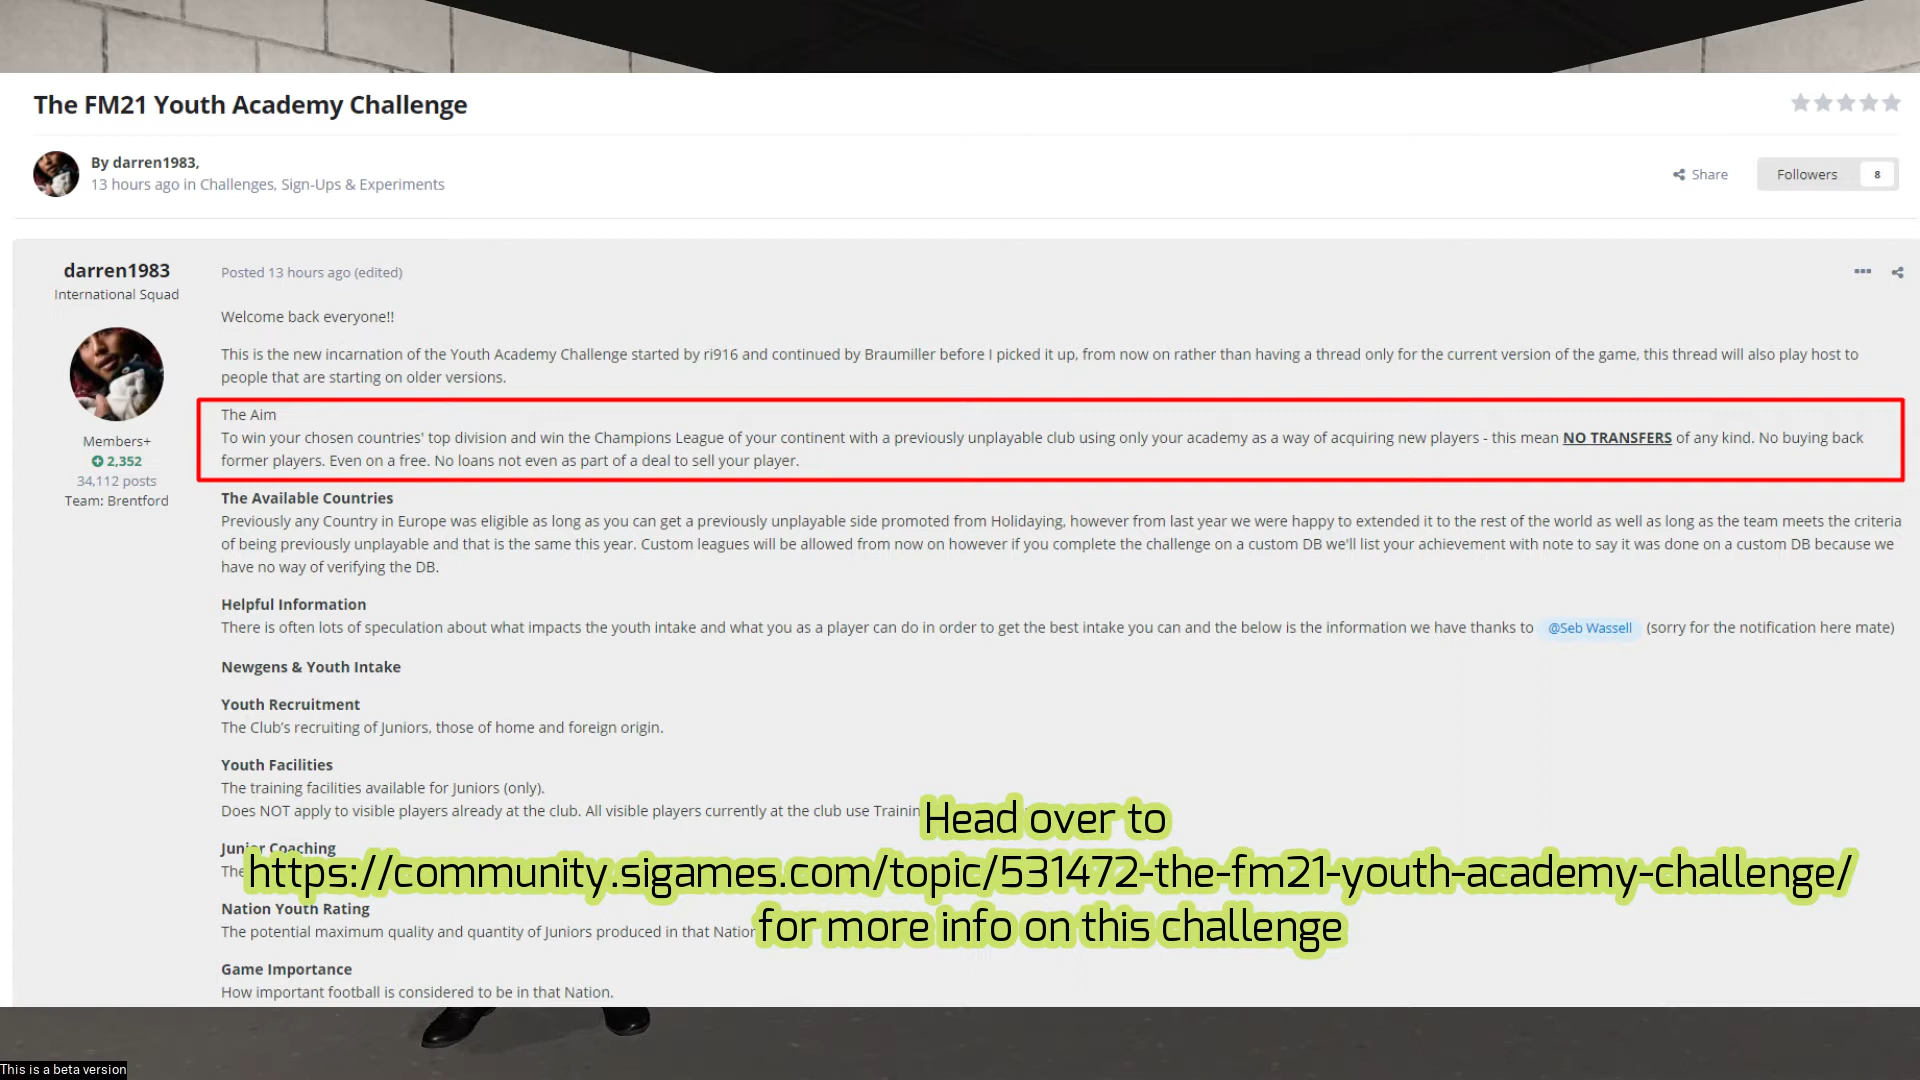 The FM21 Youth Academy Challenge
By darren1983,
13 hours ago in Challenges, Sign-Ups & Experiments
Share
Followers 8
darren1983
International Squad
Members+
2,352
34,112 posts
Team: Brentford
Posted 13 hours ago (edited)
Welcome back everyone!!
This is the new incarnation of the Youth Academy Challenge started by ri916 and continued by Braumiller before I picked it up, from now on rather than having a thread only for the current version of the game, this thread will also play host to
people that are starting on older versions.
The Aim
To win your chosen countries' top division and win the Champions League of your continent with a previously unplayable club using only your academy as a way of acquiring new players - this mean NO TRANSFERS of any kind. No buying back
former players. Even on a free. No loans not even as part of a deal to sell your player.
The Available Countries
Previously any Country in Europe was eligible as long as you can get a previously unplayable side promoted from Holidaying, however from last year we were happy to extended it to the rest of the world as well as long as the team meets the criteria
of being previously unplayable and that is the same this year. Custom leagues will be allowed from now on however if you complete the challenge on a custom DB we'll list your achievement with note to say it was done on a custom DB because we
have no way of verifying the DB.
Helpful Information
There is often lots of speculation about what impacts the youth intake and what you as a player can do in order to get the best intake you can and the below is the information we have thanks to @Seb Wassell (sorry for the notification here mate)
Newgens & Youth Intake
Youth Recruitment
The Club's recruiting of Juniors, those of home and foreign origin.
Youth Facilities
The training facilities available for Juniors (only).
Does NOT apply to visible players already at the club. All visible players currently at the club use
Head over to
Junior Coaching
The
https://community.sigames.com/topic/531472-the-fm21-youth-academy-challenge/
Nation Youth Rating
The potential maximum quality and quantity of Juniors produced in that
for more info on this challenge
Game Importance
How important football is considered to be in that Nation.
This is a beta version